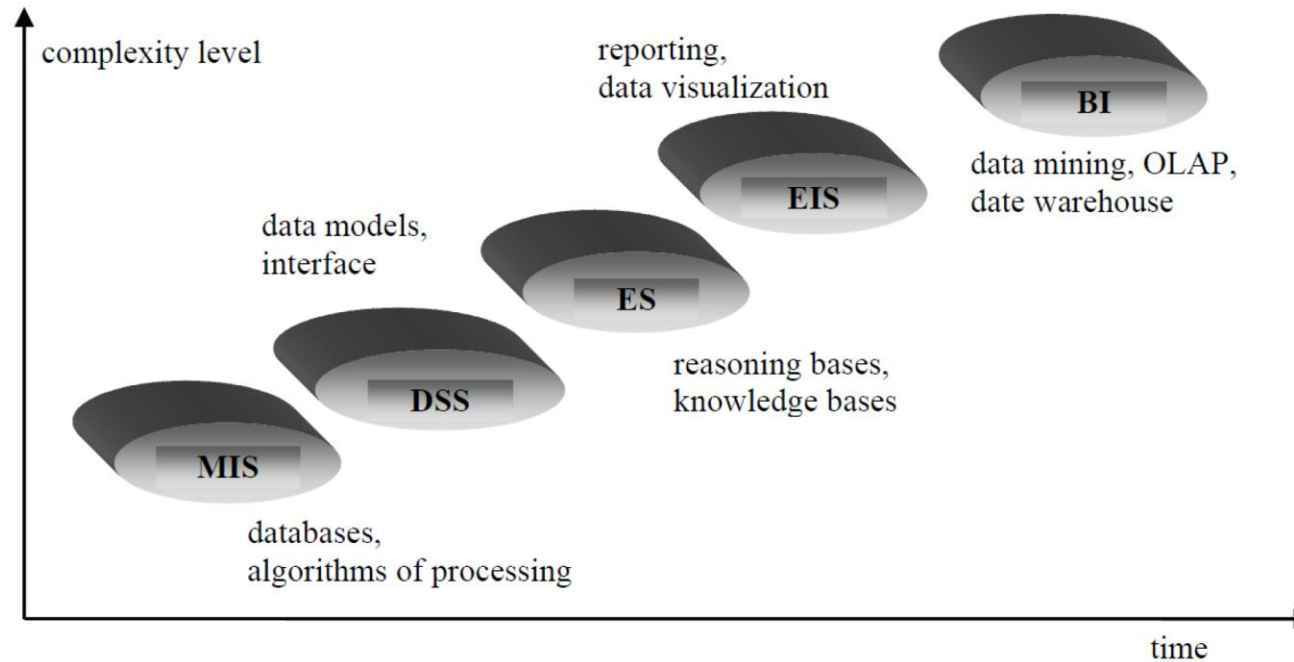 complexity level
reporting,
data visualization
BI
data mining, OLAP,
date warehouse
EIS
data models,
interface
ES
reasoning bases,
knowledge bases
DSS
MIS
databases,
algorithms of processing
time